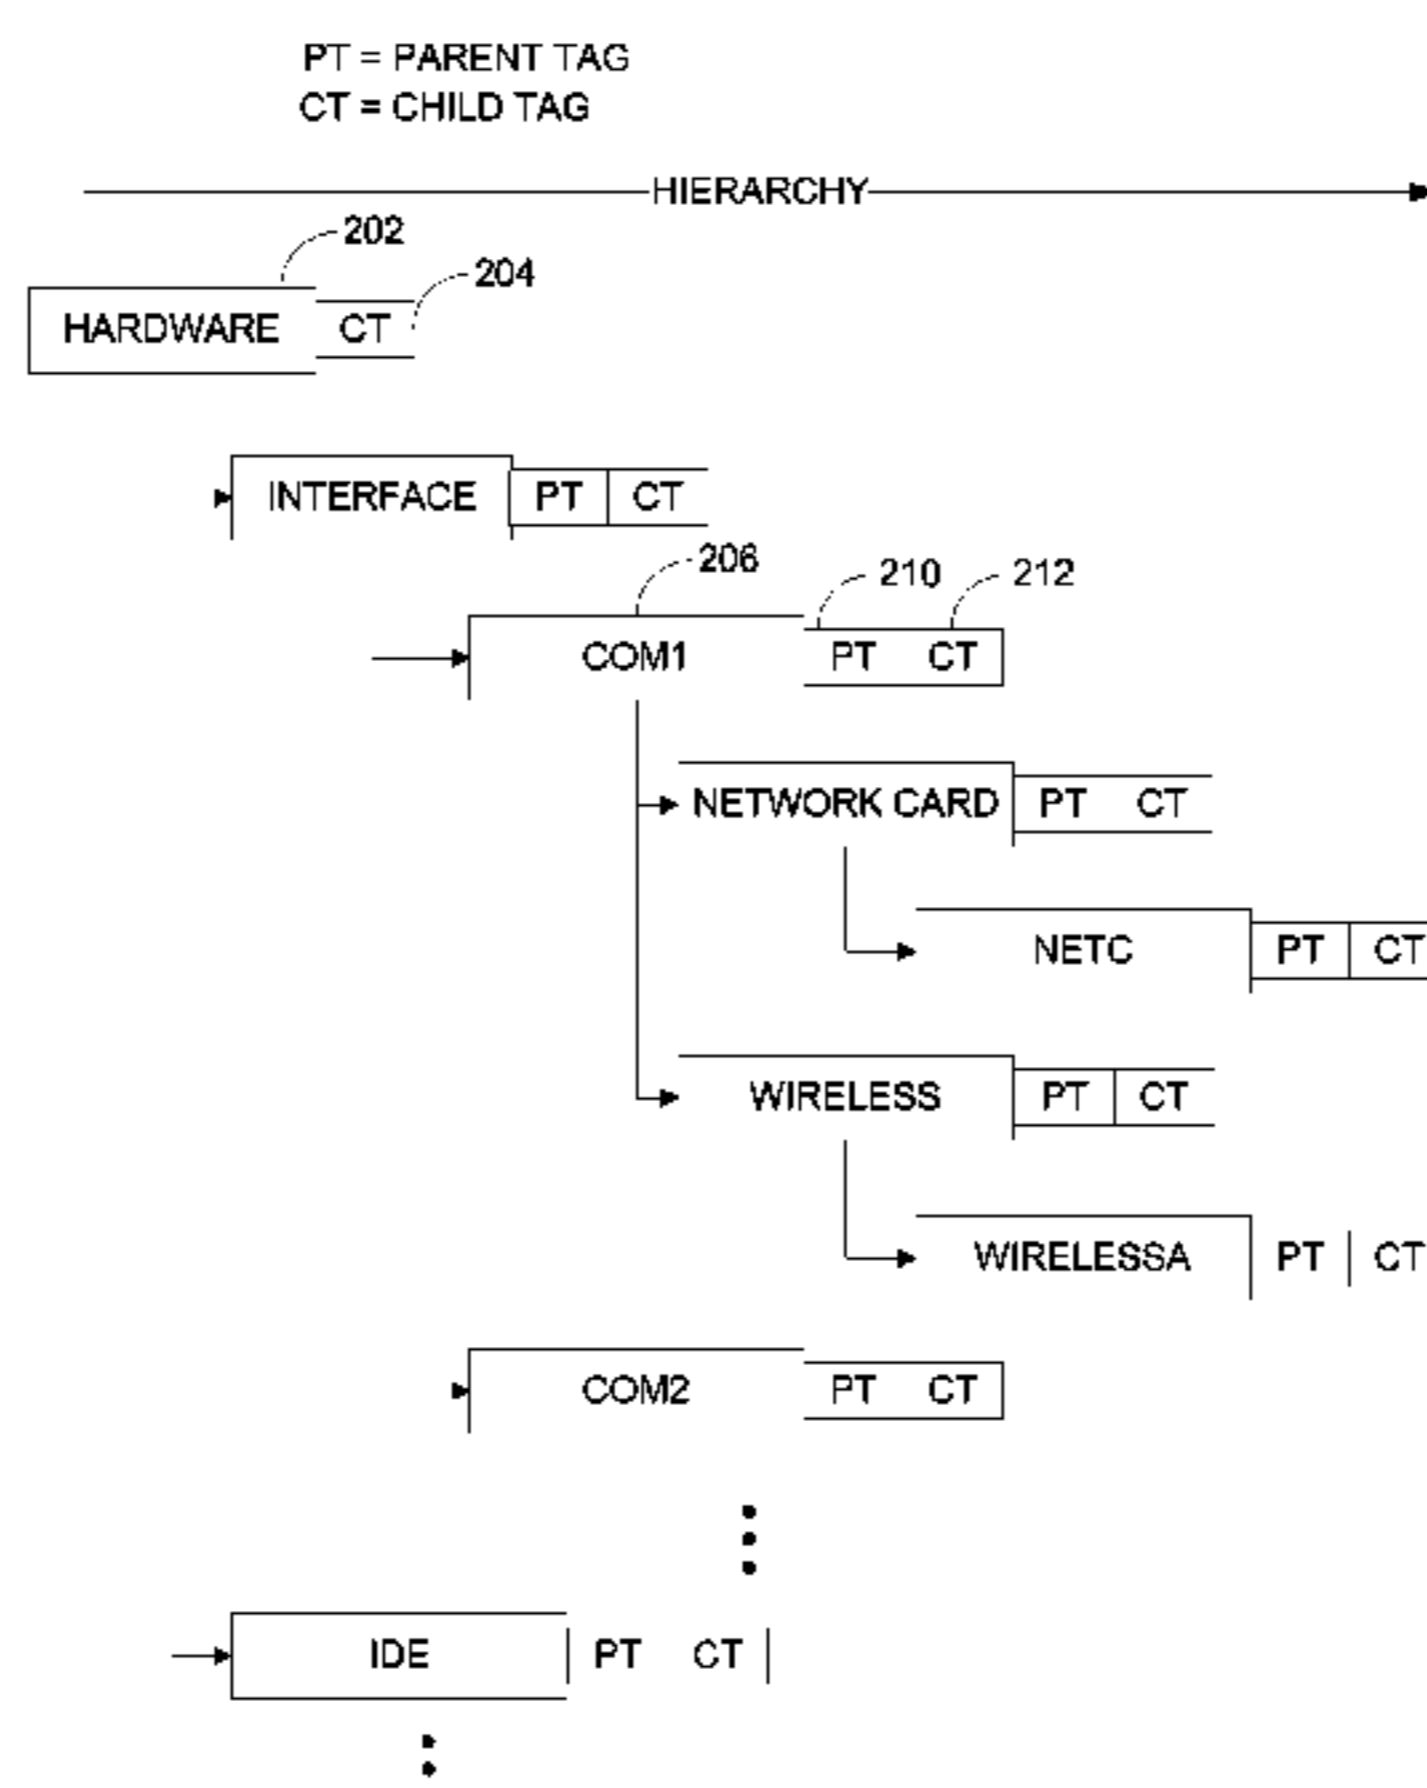 PT = PARENT TAG
CT = CHILD TAG
HIERARCHY
202
204
HARDWARE CT
INTERFACE PT CT
206
210 212
COM1 PT CT
NETWORK CARD PT CT
NETC PT CT
WIRELESS PT CT
WIRELESSA PT CT
COM2 PT CT
IDE PT CT